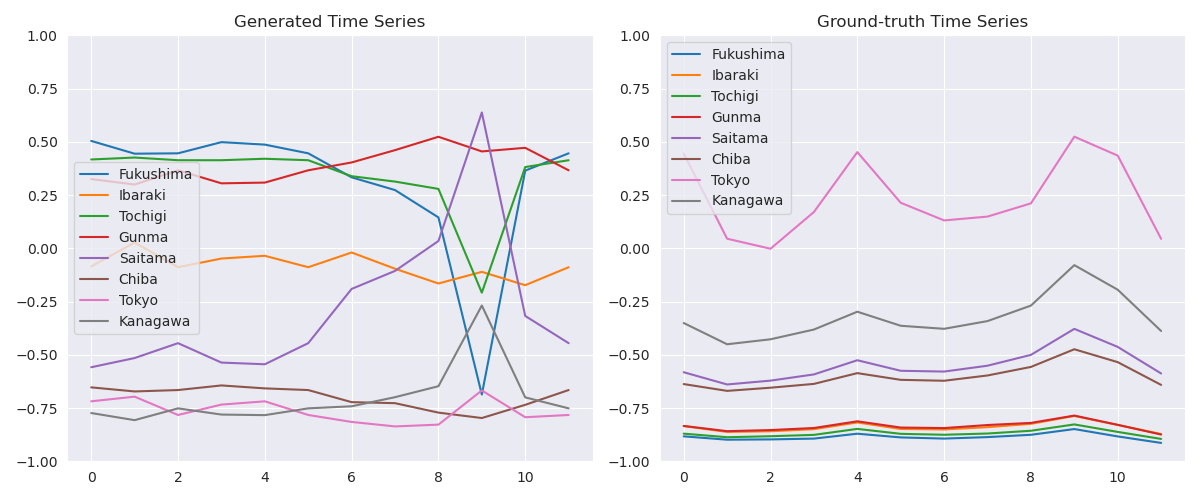 Generated Time Series
1.00
0.75
0.50
0.25
0.00
−0.25
−0.50
−0.75
−1.00
Fukushima
Ibaraki
Tochigi
Gunma
Saitama
Chiba
Tokyo
Kanagawa
0 2 4 6 8 10
Ground-truth Time Series
1.00
0.75
0.50
0.25
0.00
−0.25
−0.50
−0.75
−1.00
Fukushima
Ibaraki
Tochigi
Gunma
Saitama
Chiba
Tokyo
Kanagawa
0 2 4 6 8 10